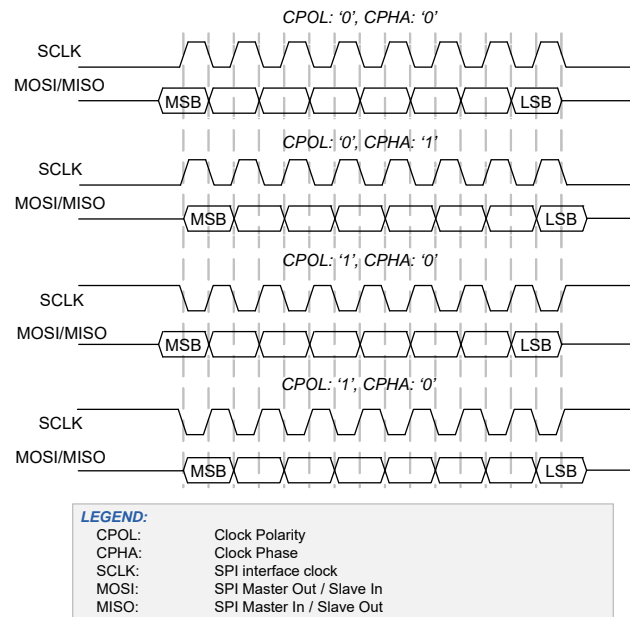 CPOL: ‘0’, CPHA: ‘0’
SCLK
MOSI/MISO
MSB LSB
CPOL: ‘0’, CPHA: ‘1’
SCLK
MOSI/MISO
MSB LSB
CPOL: ‘1’, CPHA: ‘0’
SCLK
MOSI/MISO
MSB LSB
CPOL: ‘1’, CPHA: ‘0’
SCLK
MOSI/MISO
MSB LSB
LEGEND:
CPOL: Clock Polarity
CPHA: Clock Phase
SCLK: SPI interface clock
MOSI: SPI Master Out / Slave In
MISO: SPI Master In / Slave Out